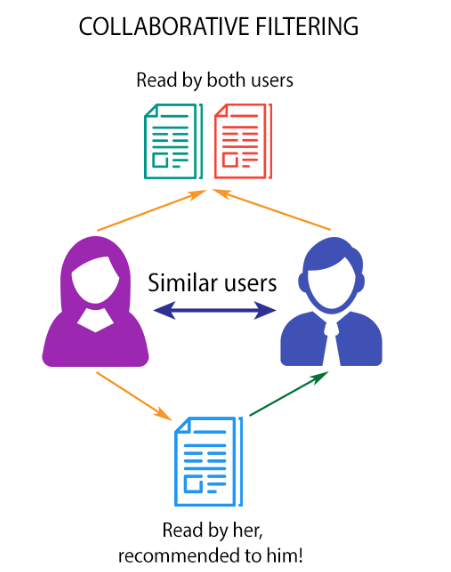 COLLABORATIVE FILTERING
Read by both users
Similar users
Read by her,
recommended to him!